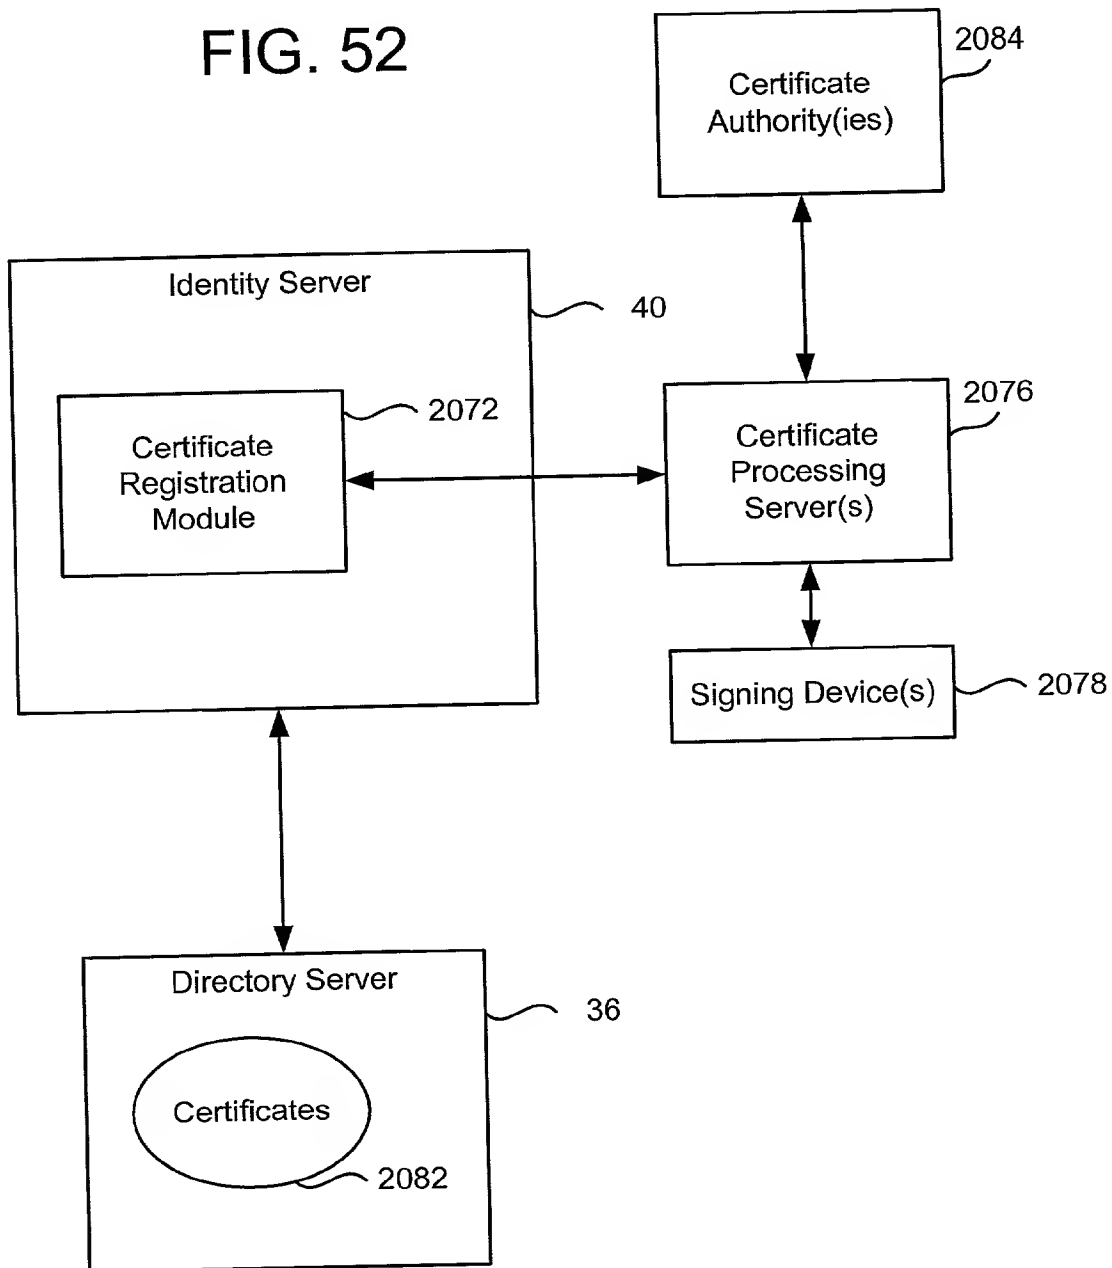 FIG. 52
Certificate
Authority(ies)
2084
Identity Server
40
Certificate
Registration
Module
2072
Certificate
Processing
Server(s)
2076
Signing Device(s)
2078
Directory Server
36
Certificates
2082